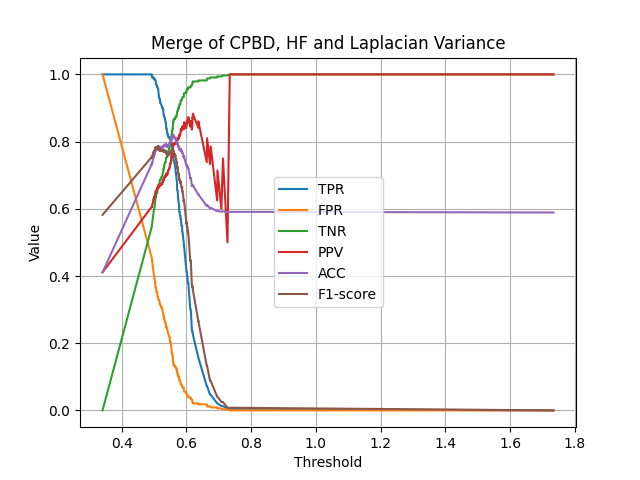 Merge of CPBD, HF and Laplacian Variance
1.0
0.8
0.6
0.4
0.2
0.0
Value
TPR
FPR
TNR
PPV
ACC
F1-score
0.4 0.6 0.8 1.0 1.2 1.4 1.6 1.8
Threshold